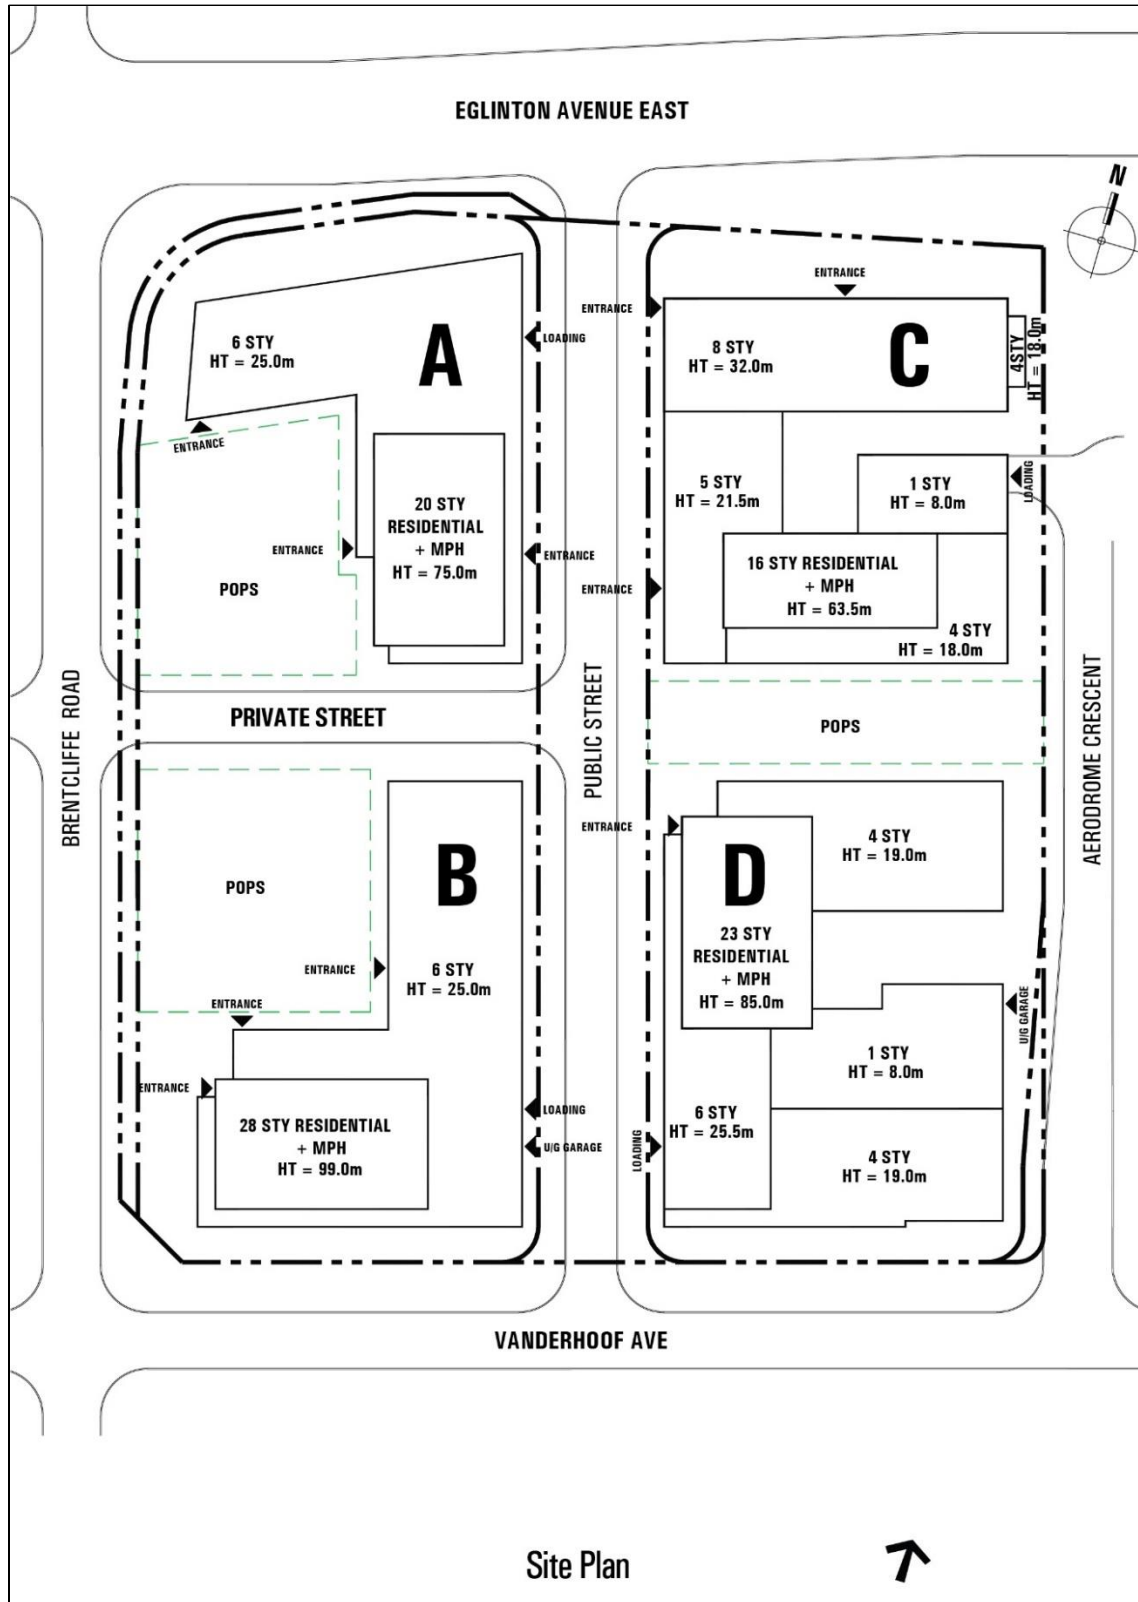 EGLINTON AVENUE EAST
N
ENTRANCE
ENTRANCE
6 STY
HT = 25.0m
A
LOADING
8 STY
HT = 32.0m
C
4STY
HT = 18.0m
ENTRANCE
5 STY
HT = 21.5m
1 STY
HT = 8.0m
LOADING
20 STY
RESIDENTIAL
+ MPH
HT = 75.0m
ENTRANCE
ENTRANCE
POPS
ENTRANCE
16 STY RESIDENTIAL
+ MPH
HT = 63.5m
4 STY
HT = 18.0m
BRENTCLIFFE ROAD
PRIVATE STREET
PUBLIC STREET
POPS
AERODROME CRESCENT
POPS
B
6 STY
HT = 25.0m
ENTRANCE
ENTRANCE
ENTRANCE
28 STY RESIDENTIAL
+ MPH
HT = 99.0m
LOADING
U/G GARAGE
ENTRANCE
4 STY
HT = 19.0m
D
23 STY
RESIDENTIAL
+ MPH
HT = 85.0m
U/G GARAGE
1 STY
HT = 8.0m
6 STY
HT = 25.5m
LOADING
4 STY
HT = 19.0m
VANDERHOOF AVE
Site Plan